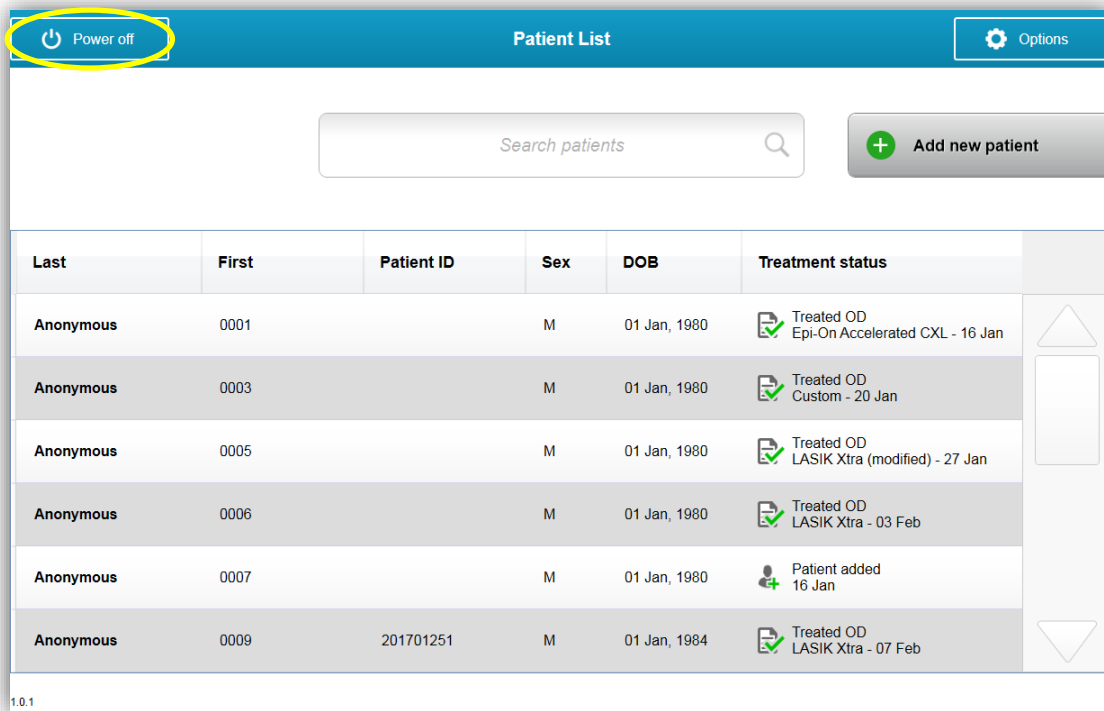 Power off
Patient List
Options
Search patients
Add new patient
Last First Patient ID Sex DOB Treatment status
Anonymous 0001 M 01 Jan, 1980 Treated OD
Epi-On Accelerated CXL - 16 Jan
Anonymous 0003 M 01 Jan, 1980 Treated OD
Custom - 20 Jan
Anonymous 0005 M 01 Jan, 1980 Treated OD
LASIK Xtra (modified) - 27 Jan
Anonymous 0006 M 01 Jan, 1980 Treated OD
LASIK Xtra - 03 Feb
Anonymous 0007 M 01 Jan, 1980 Patient added
16 Jan
Anonymous 0009 201701251 M 01 Jan, 1984 Treated OD
LASIK Xtra - 07 Feb
1.0.1